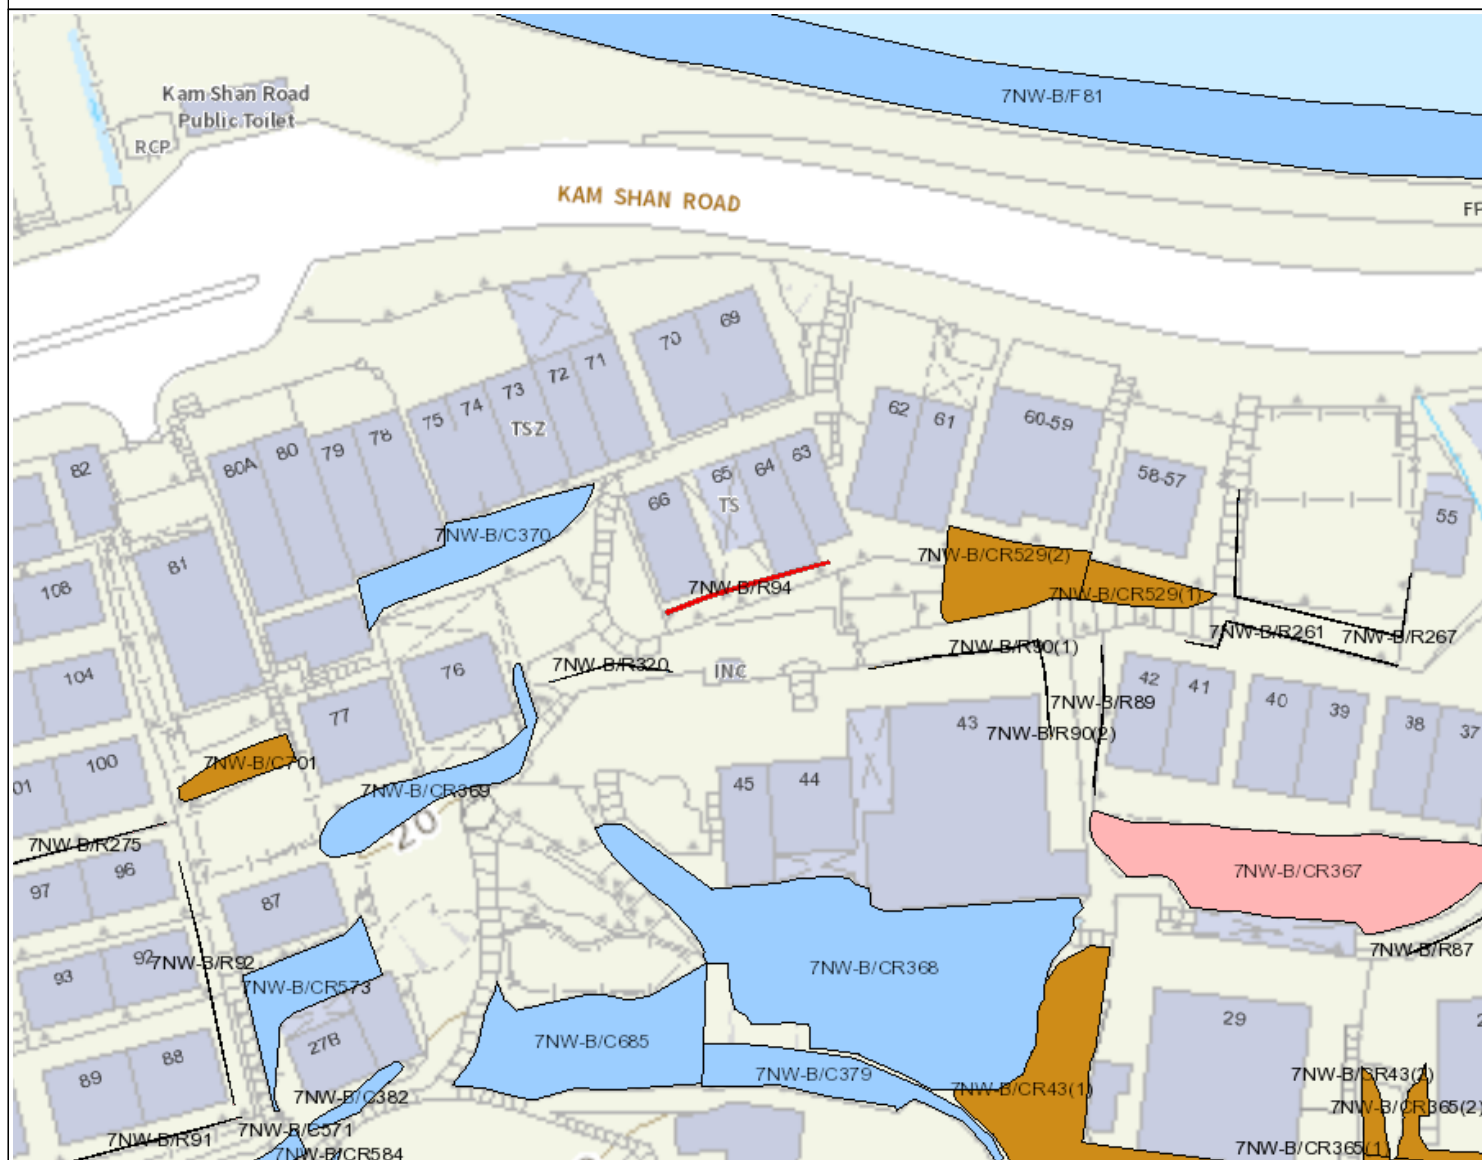 7NW-B/F81
Kam Shan Road
Public Toilet
RCP
KAM SHAN ROAD
FP
69
70
71
72
73
74
75
TSZ
78
79
80
80A
82
62
61
60-59
58-57
55
63
64
65
66
TS
7NW-B/C370
81
108
7NW-B/R94
7NW-B/CR529(2)
7NW-B/CR529(1)
7NW-B/R261
7NW-B/R267
7NW-B/R90(1)
7NW-B/R320
INC
76
104
77
42
41
40
39
38
37
7NW-B/R89
43
7NW-B/R90(2)
7NW-B/C701
100
01
7NW-B/CR369
45
44
20
7NW-B/R275
96
97
87
7NW-B/CR367
92
93
7NW-B/R92
7NW-B/CR573
7NW-B/CR368
7NW-B/R87
29
2
7NW-B/C685
27B
88
89
7NW-B/C379
7NW-B/CR43(1)
7NW-B/CR43(2)
7NW-B/C382
7NW-B/CR365(2)
7NW-B/C571
7NW-B/R91
7NW-B/CR584
7NW-B/CR365(1)